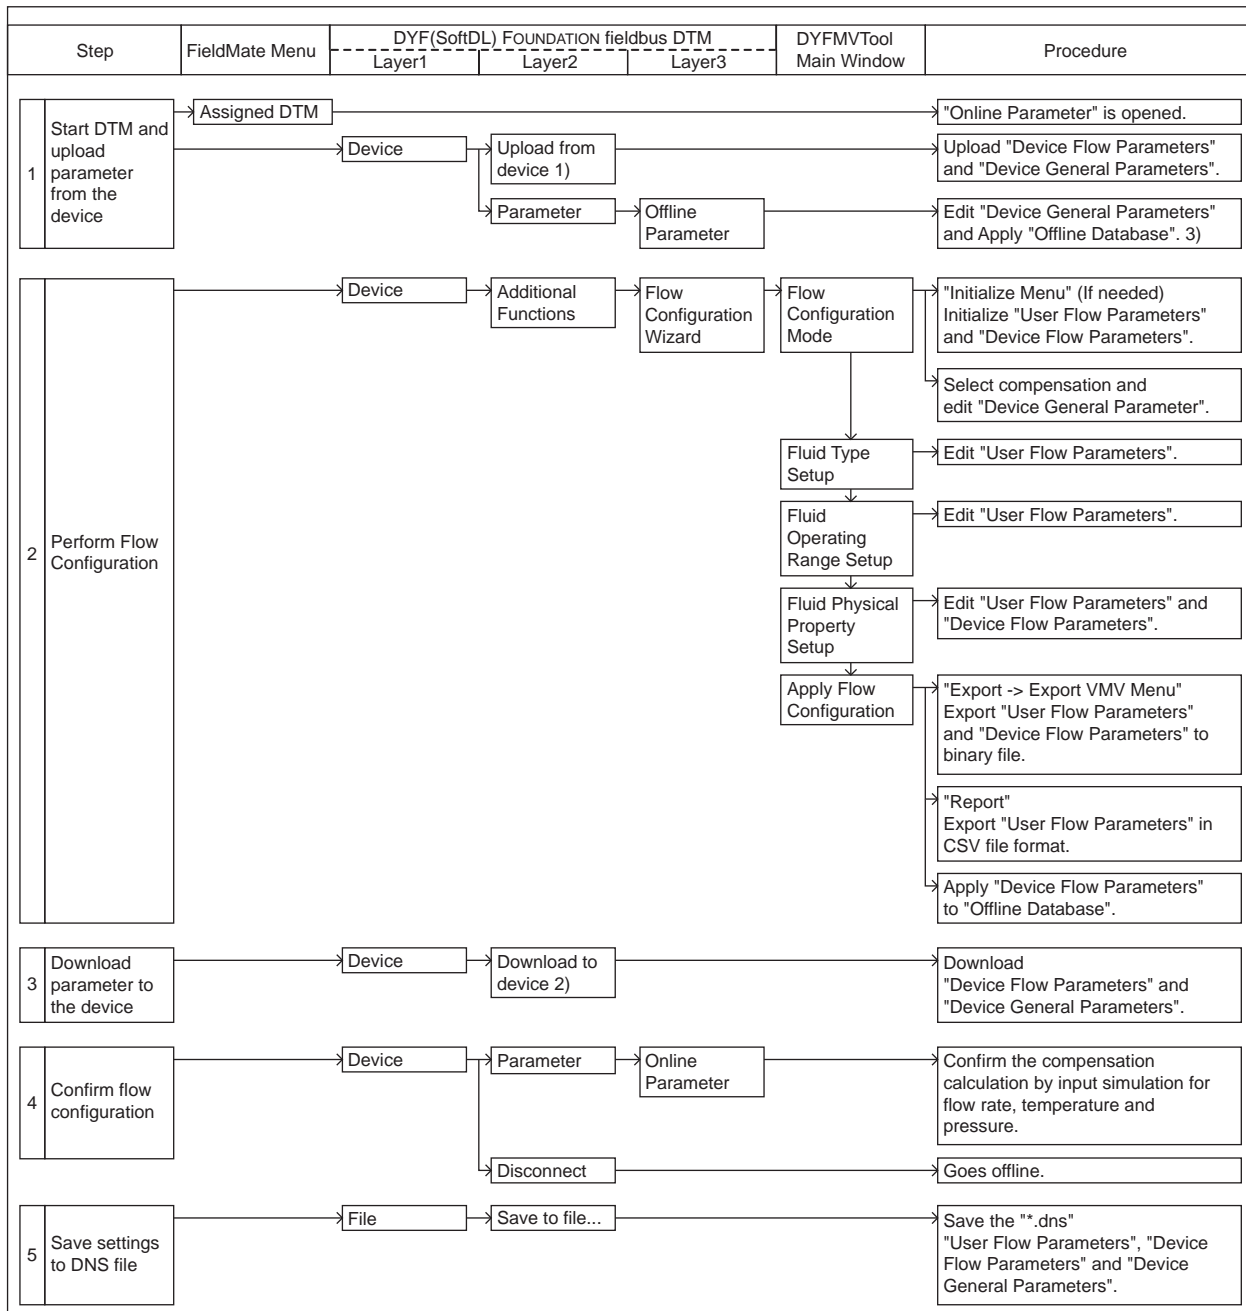 Step
FieldMate Menu
DYF(SoftDL) FOUNDATION fieldbus DTM
Layer1
Layer2
Layer3
DYFMVTool
Main Window
Procedure
1
Start DTM and
upload
parameter
from the
device
Assigned DTM
"Online Parameter" is opened.
Device
Upload from
device 1)
Upload "Device Flow Parameters"
and "Device General Parameters".
Parameter
Offline
Parameter
Edit "Device General Parameters"
and Apply "Offline Database". 3)
2
Perform Flow
Configuration
Device
Additional
Functions
Flow
Configuration
Wizard
Flow
Configuration
Mode
"Initialize Menu" (If needed)
Initialize "User Flow Parameters"
and "Device Flow Parameters".
Select compensation and
edit "Device General Parameter".
Fluid Type
Setup
Edit "User Flow Parameters".
Fluid
Operating
Range Setup
Edit "User Flow Parameters".
Fluid Physical
Property
Setup
Edit "User Flow Parameters" and
"Device Flow Parameters".
Apply Flow
Configuration
"Export -> Export VMV Menu"
Export "User Flow Parameters"
and "Device Flow Parameters" to
binary file.
"Report"
Export "User Flow Parameters" in
CSV file format.
Apply "Device Flow Parameters"
to "Offline Database".
3
Download
parameter to
the device
Device
Download to
device 2)
Download
"Device Flow Parameters" and
"Device General Parameters".
4
Confirm flow
configuration
Device
Parameter
Online
Parameter
Confirm the compensation
calculation by input simulation for
flow rate, temperature and
pressure.
Disconnect
Goes offline.
5
Save settings
to DNS file
File
Save to file...
Save the "*.dns"
"User Flow Parameters", "Device
Flow Parameters" and "Device
General Parameters".